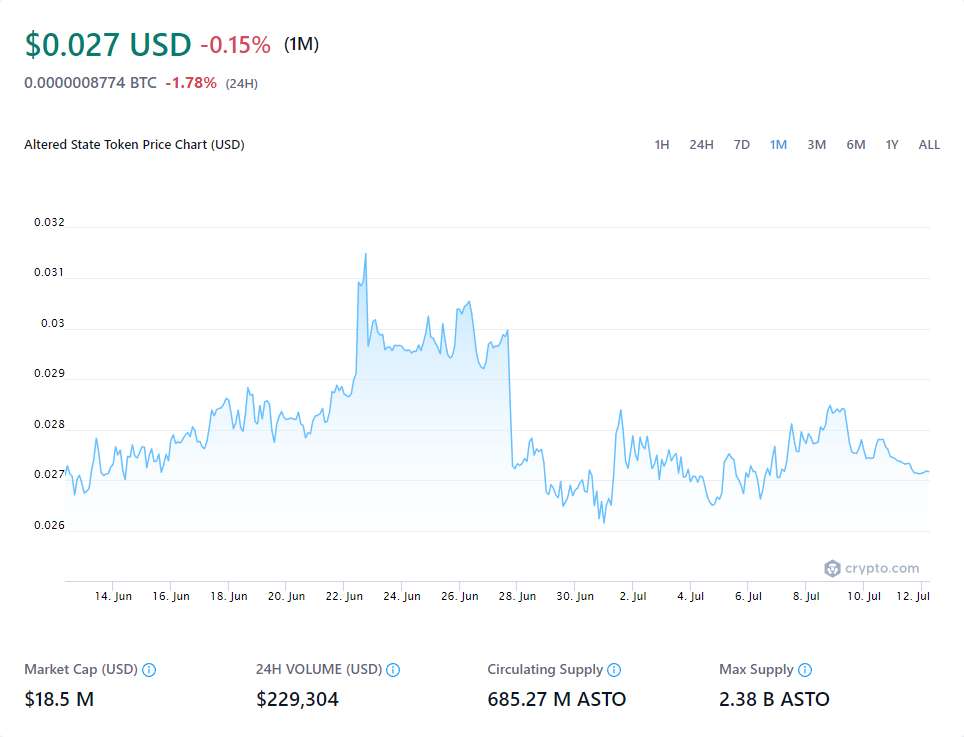 $0.027 USD -0.15% (1M)
0.0000008774 BTC -1.78% (24H)
Altered State Token Price Chart (USD) 1H 24H 7D 1M 3M 6M 1Y ALL
0.032
0.031
0.03
0.029
0.028
0.027
0.026
crypto.com
14. Jun 16. Jun 18. Jun 20. Jun 22. Jun 24. Jun 26. Jun 28. Jun 30. Jun 2. Jul 4. Jul 6. Jul 8. Jul 10. Jul 12. Jul
Market Cap (USD) 24H VOLUME (USD) Circulating Supply Max Supply
$18.5 M $229,304 685.27 M ASTO 2.38 B ASTO